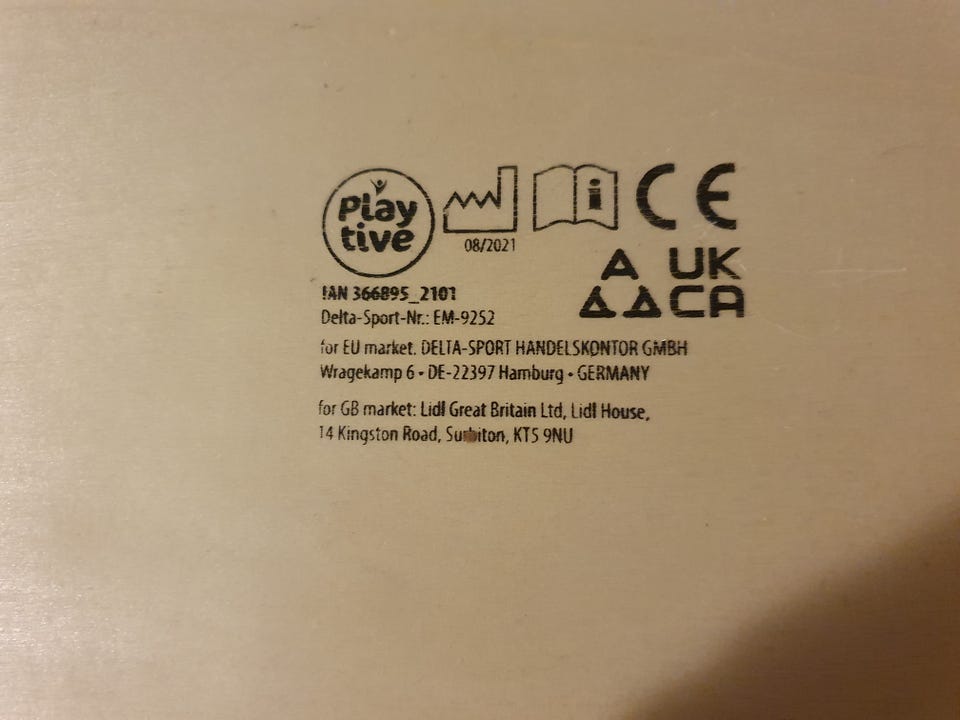 Play
tive
08/2021
i
CE
UK
CA
IAN 366895_2101
Delta-Sport-Nr.: EM-9252
for EU market. DELTA-SPORT HANDELSKONTOR GMBH
Wragekamp 6 • DE-22397 Hamburg • GERMANY
for GB market: Lidl Great Britain Ltd, Lidl House,
14 Kingston Road, Surbiton, KT5 9NU